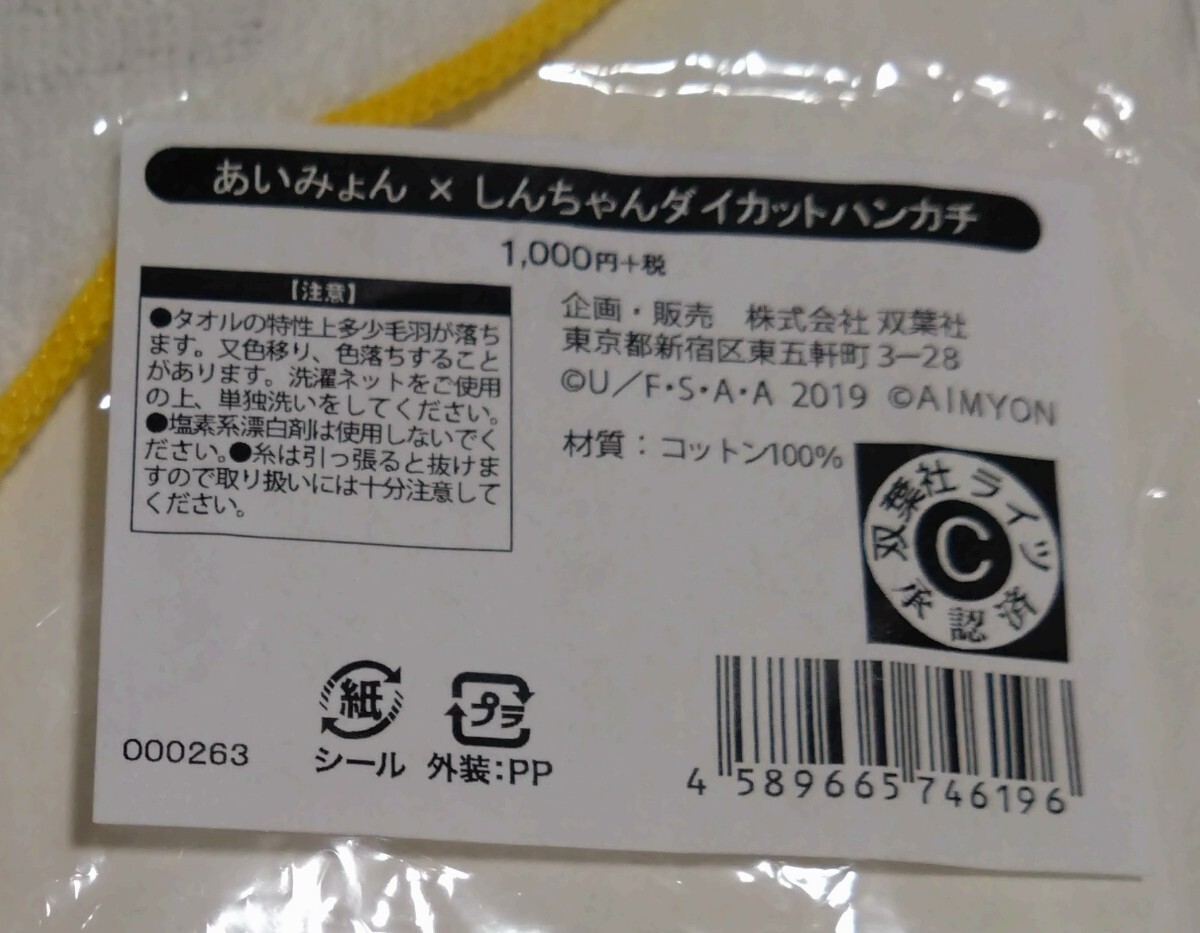 あいみょん × しんちゃんダイカットハンカチ
1,000円+税
【注意】
●タオルの特性上多少毛羽が落ち
ます。又色移り、色落ちすること
があります。洗濯ネットをご使用
の上、単独洗いをしてください。
●塩素系漂白剤は使用しないでく
ださい。●糸は引っ張ると抜けま
すので取り扱いには十分注意して
ください。
企画・販売 株式会社 双葉社
東京都新宿区東五軒町 3−28
©U/F・S・A・A 2019 ©AIMYON
材質：コットン100%
双葉社 ライツ
C
承認済
000263
紙
シール
プラ
外装：PP
4 589665 746196